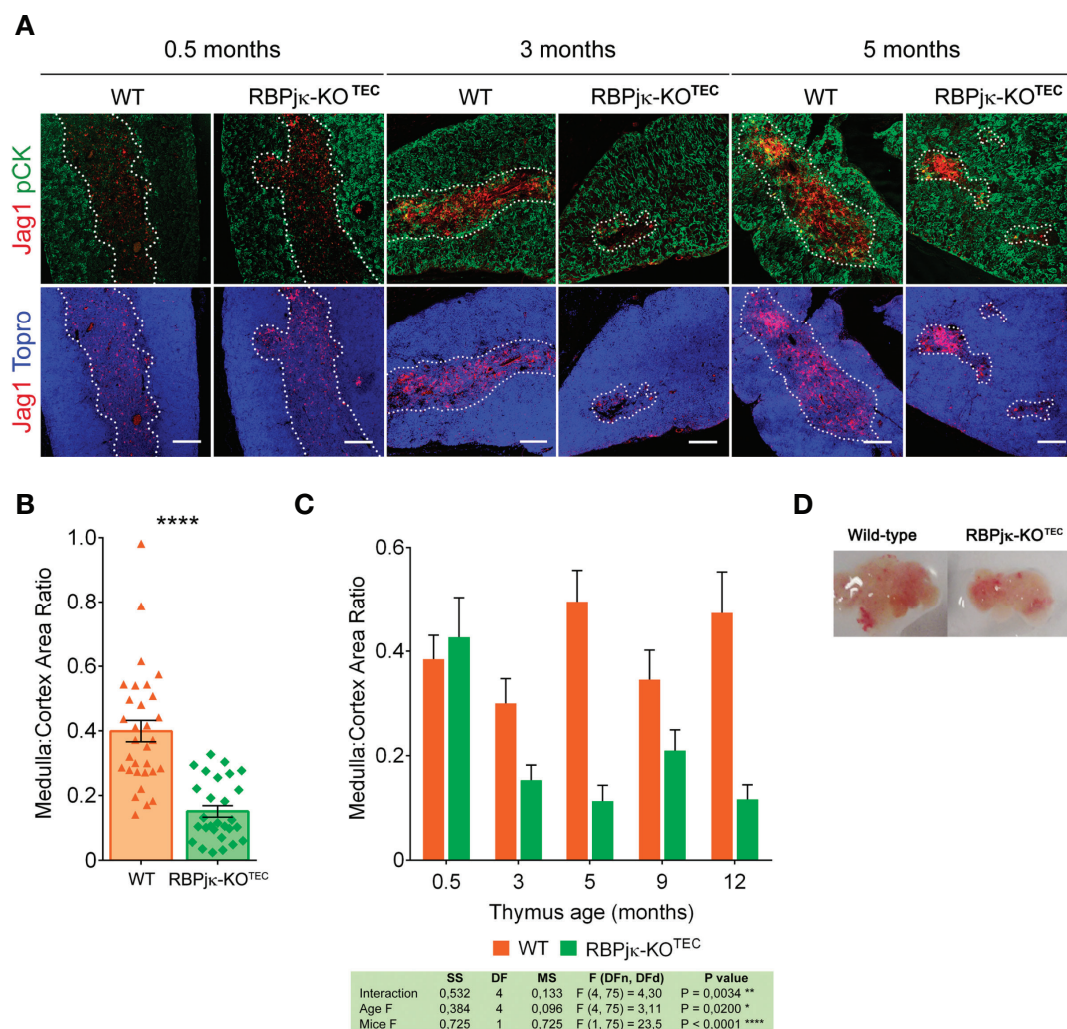 A
0.5 months 3 months 5 months
WT RBPjκ-KO^TEC WT RBPjκ-KO^TEC WT RBPjκ-KO^TEC
Jag1 pCK
Jag1 Topro
B
****
Medulla:Cortex Area Ratio
1.0
0.8
0.6
0.4
0.2
0
WT RBPjκ-KO^TEC
C
Medulla:Cortex Area Ratio
0.6
0.4
0.2
0
0.5 3 5 9 12
Thymus age (months)
WT RBPjκ-KO^TEC
SS DF MS F (DFn, DFd) P value
Interaction 0,532 4 0,133 F (4, 75) = 4,30 P = 0,0034 **
Age F 0,384 4 0,096 F (4, 75) = 3,11 P = 0,0200 *
Mice F 0.725 1 0.725 F (1, 75) = 23,5 P < 0,0001 ****
D
Wild-type RBPjκ-KO^TEC